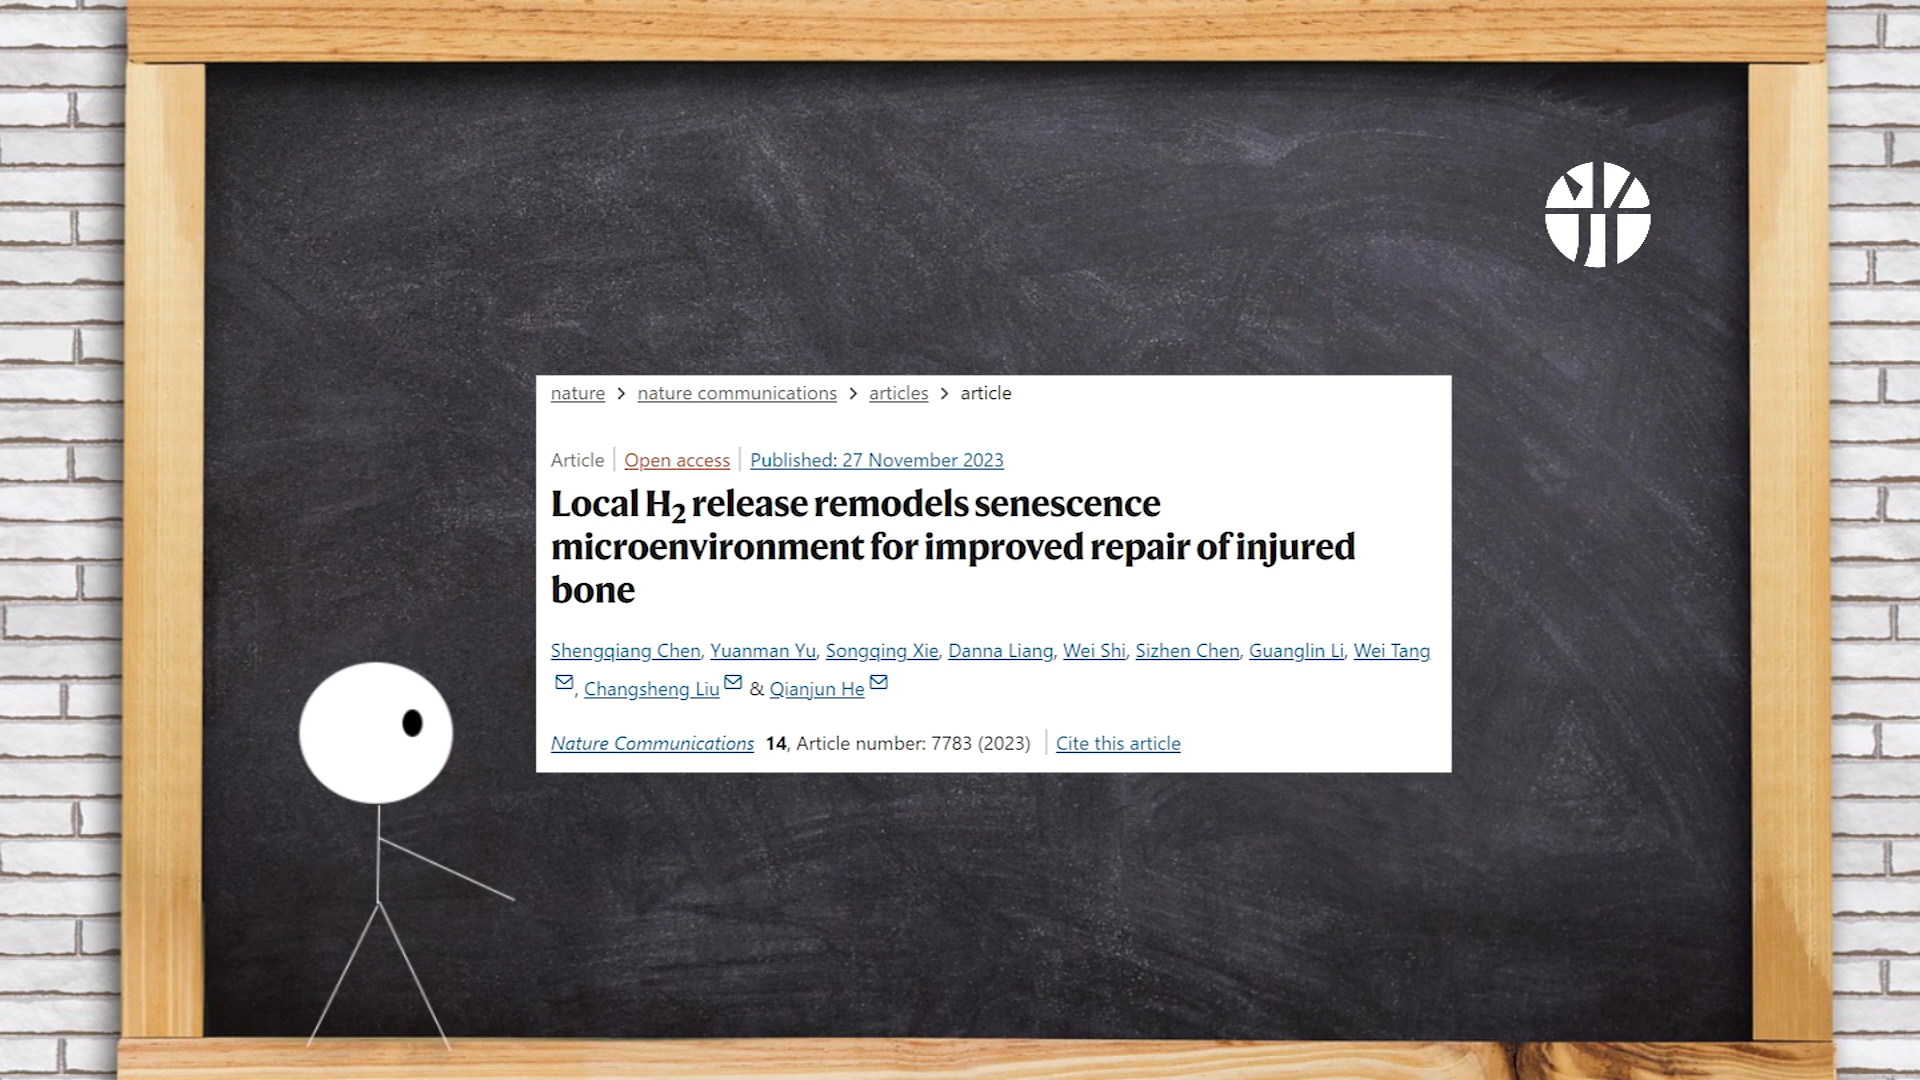 nature > nature communications > articles > article
Article | Open access | Published: 27 November 2023
Local H₂ release remodels senescence
microenvironment for improved repair of injured
bone
Shengqiang Chen, Yuanman Yu, Songqing Xie, Danna Liang, Wei Shi, Sizhen Chen, Guanglin Li, Wei Tang
, Changsheng Liu & Qianjun He
Nature Communications 14, Article number: 7783 (2023) | Cite this article